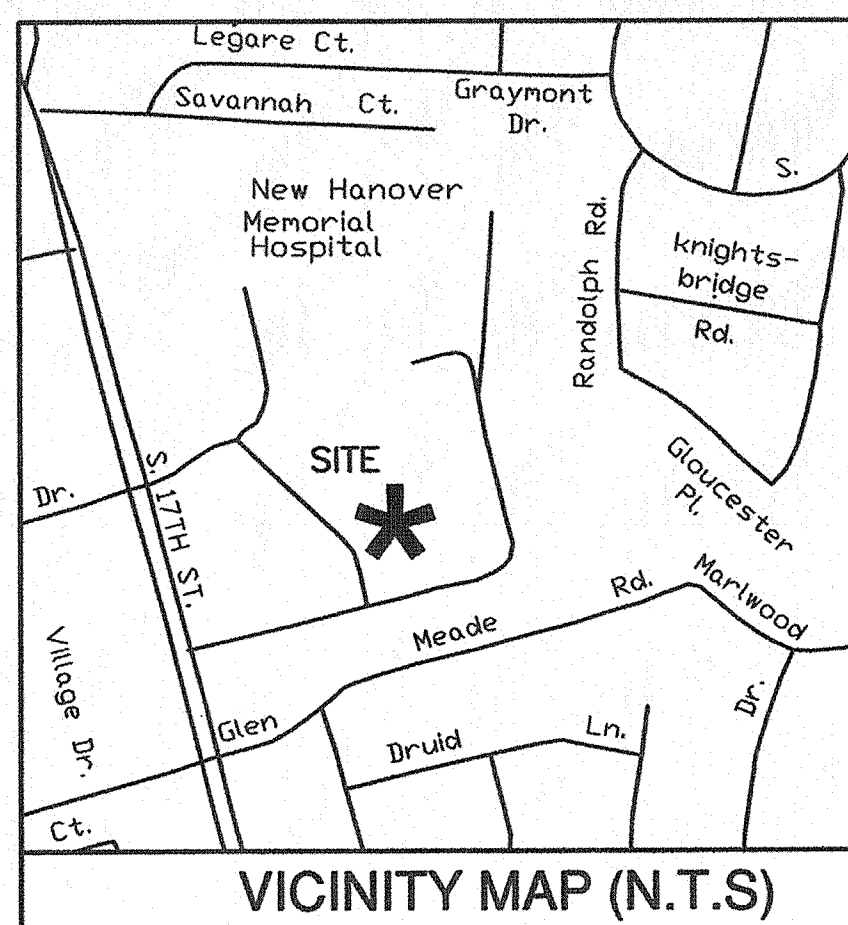 Legare Ct.
Savannah Ct.
Graymont
Dr.
S.
New Hanover
Memorial
Hospital
Randolph Rd.
knights-
bridge
Rd.
SITE
Gloucester
Pl.
Dr.
S. 17TH ST.
Marlwood
Dr.
Glen Meade Rd.
Village Dr.
Druid Ln.
Ct.
VICINITY MAP (N.T.S)